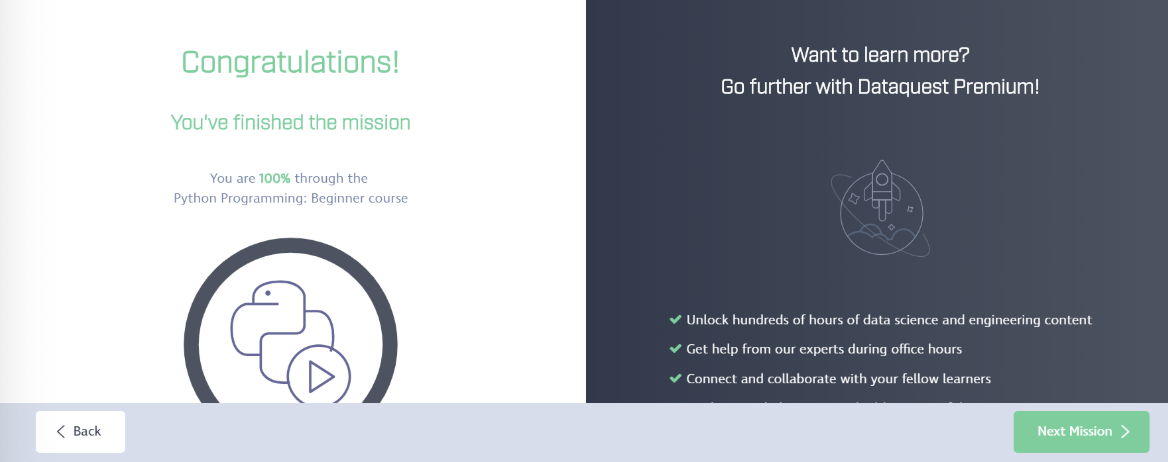 Congratulations!
You've finished the mission
You are 100% through the
Python Programming: Beginner course
Want to learn more?
Go further with Dataquest Premium!
Unlock hundreds of hours of data science and engineering content
Get help from our experts during office hours
Connect and collaborate with your fellow learners
Back
Next Mission